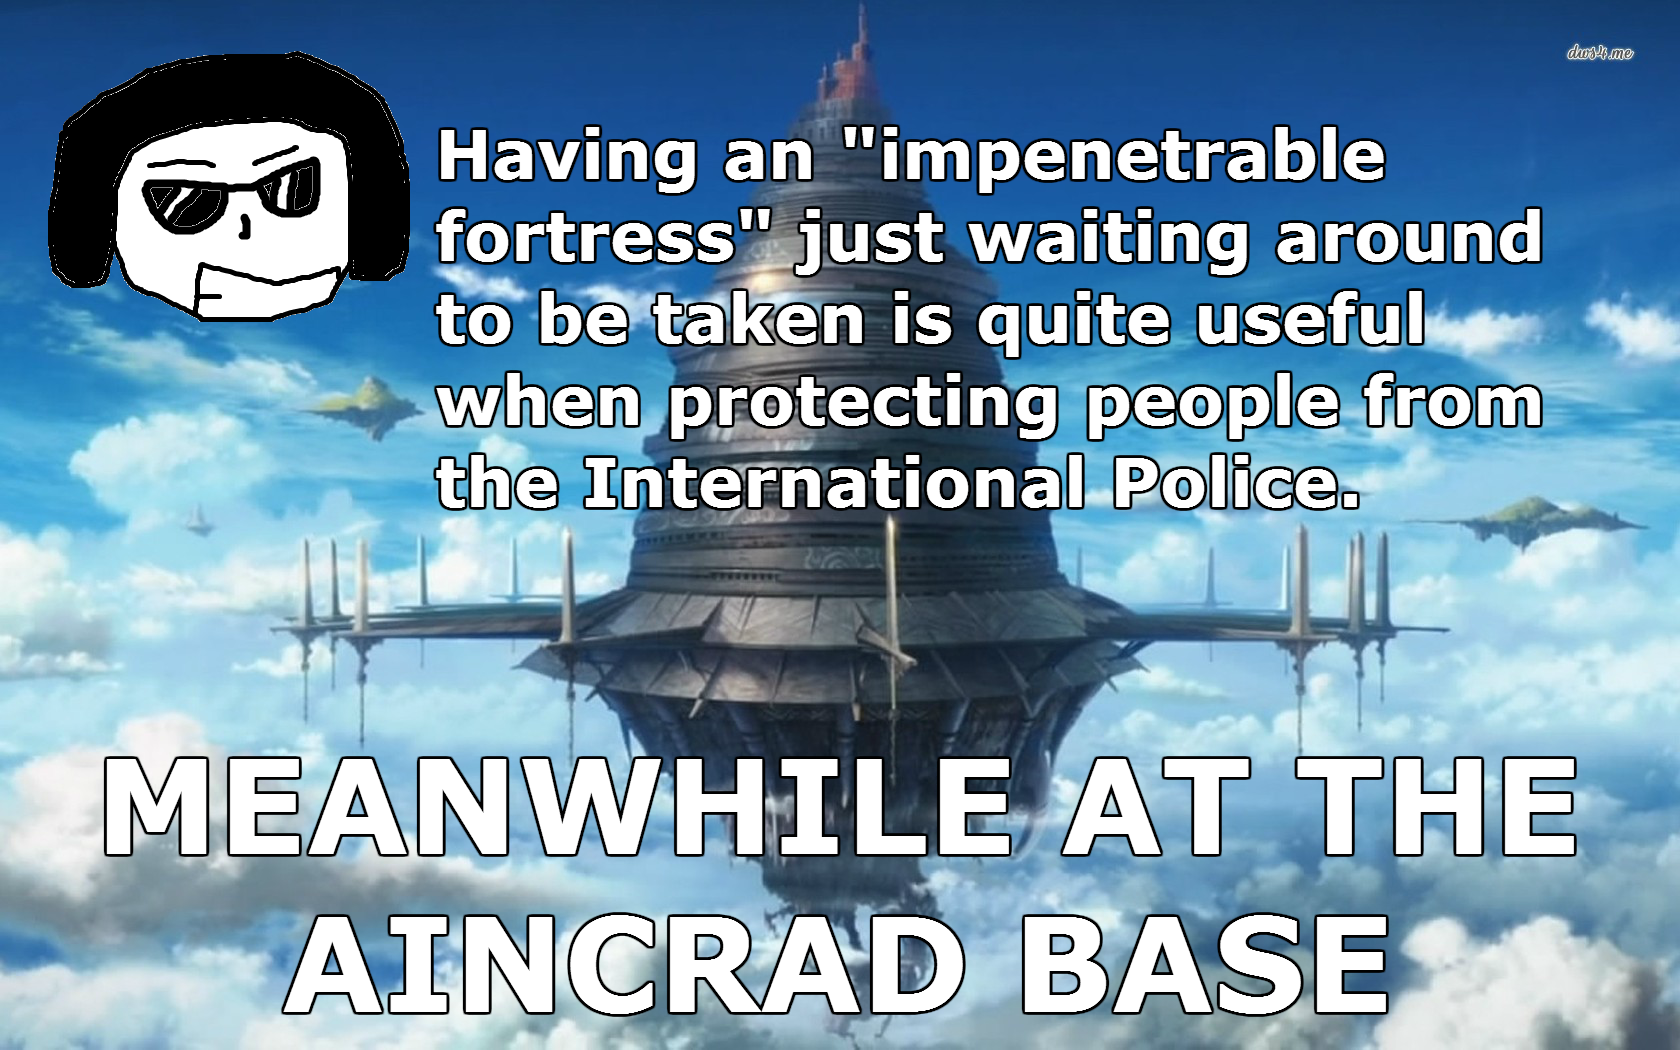 dws4.me
Having an "impenetrable
fortress" just waiting around
to be taken is quite useful
when protecting people from
the International Police.
MEANWHILE AT THE
AINCRAD BASE